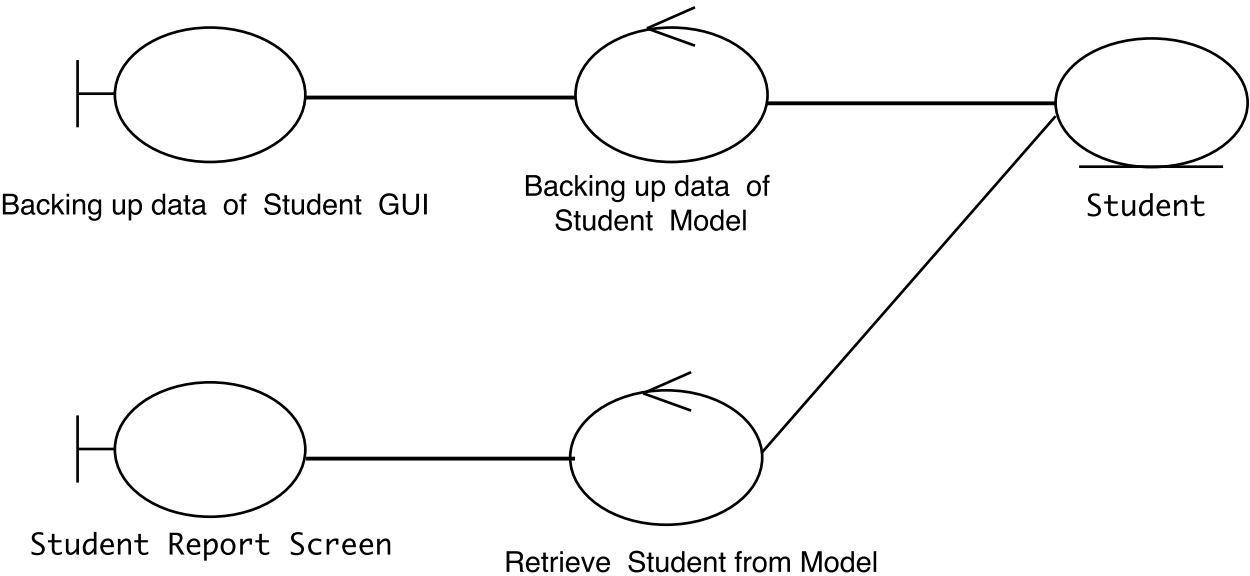 Backing up data of Student GUI
Backing up data of
Student Model
Student
Student Report Screen
Retrieve Student from Model